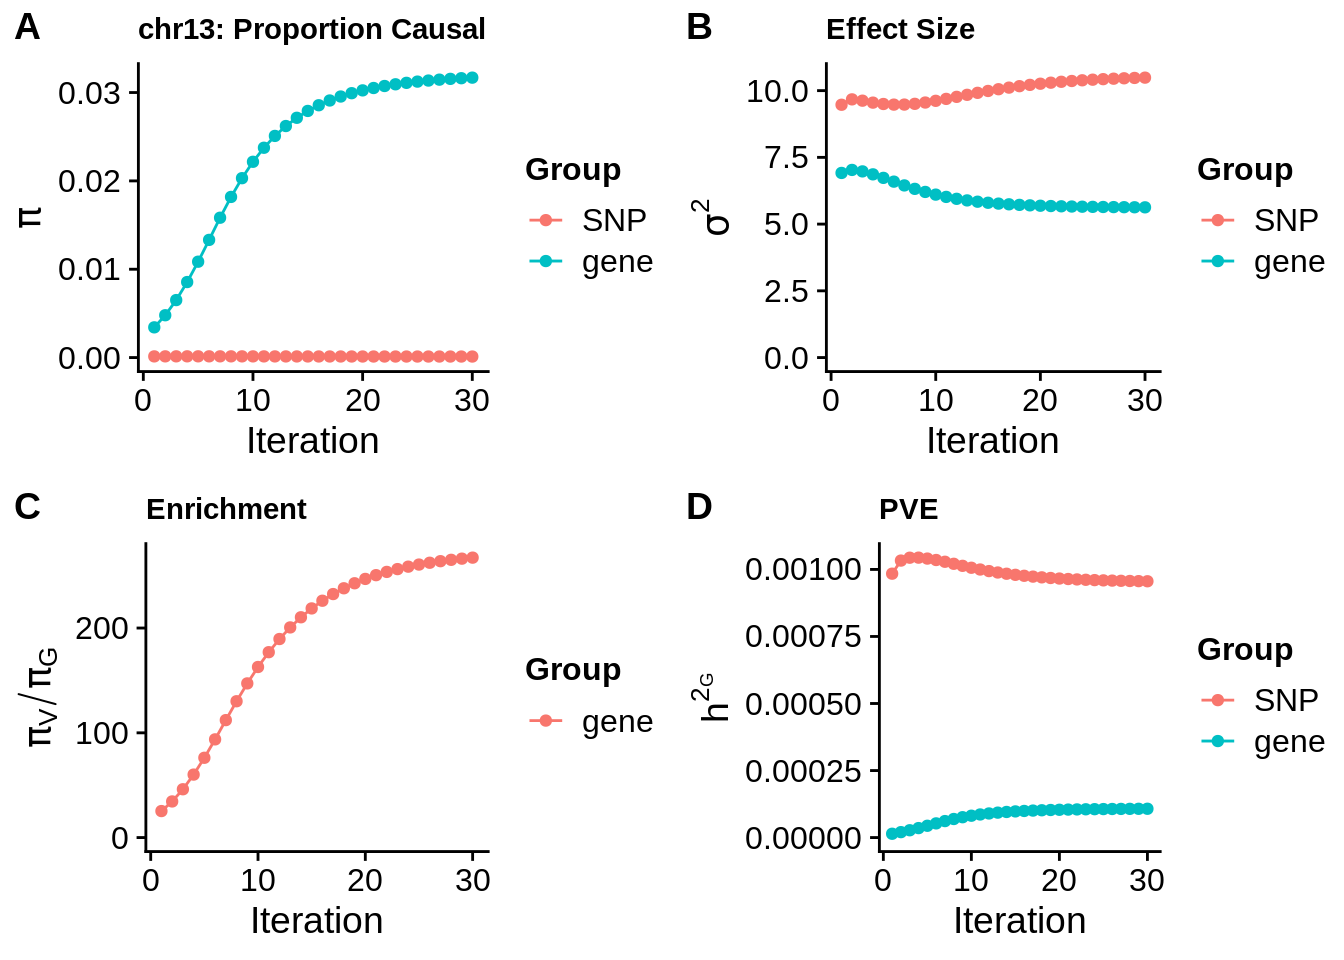 A
chr13: Proportion Causal
0.03
0.02
0.01
0.00
π
0
10
20
30
Iteration
Group
SNP
gene
B
Effect Size
10.0
7.5
5.0
2.5
0.0
σ²
0
10
20
30
Iteration
Group
SNP
gene
C
Enrichment
200
100
0
πV/πG
0
10
20
30
Iteration
Group
gene
D
PVE
0.00100
0.00075
0.00050
0.00025
0.00000
h²G
0
10
20
30
Iteration
Group
SNP
gene